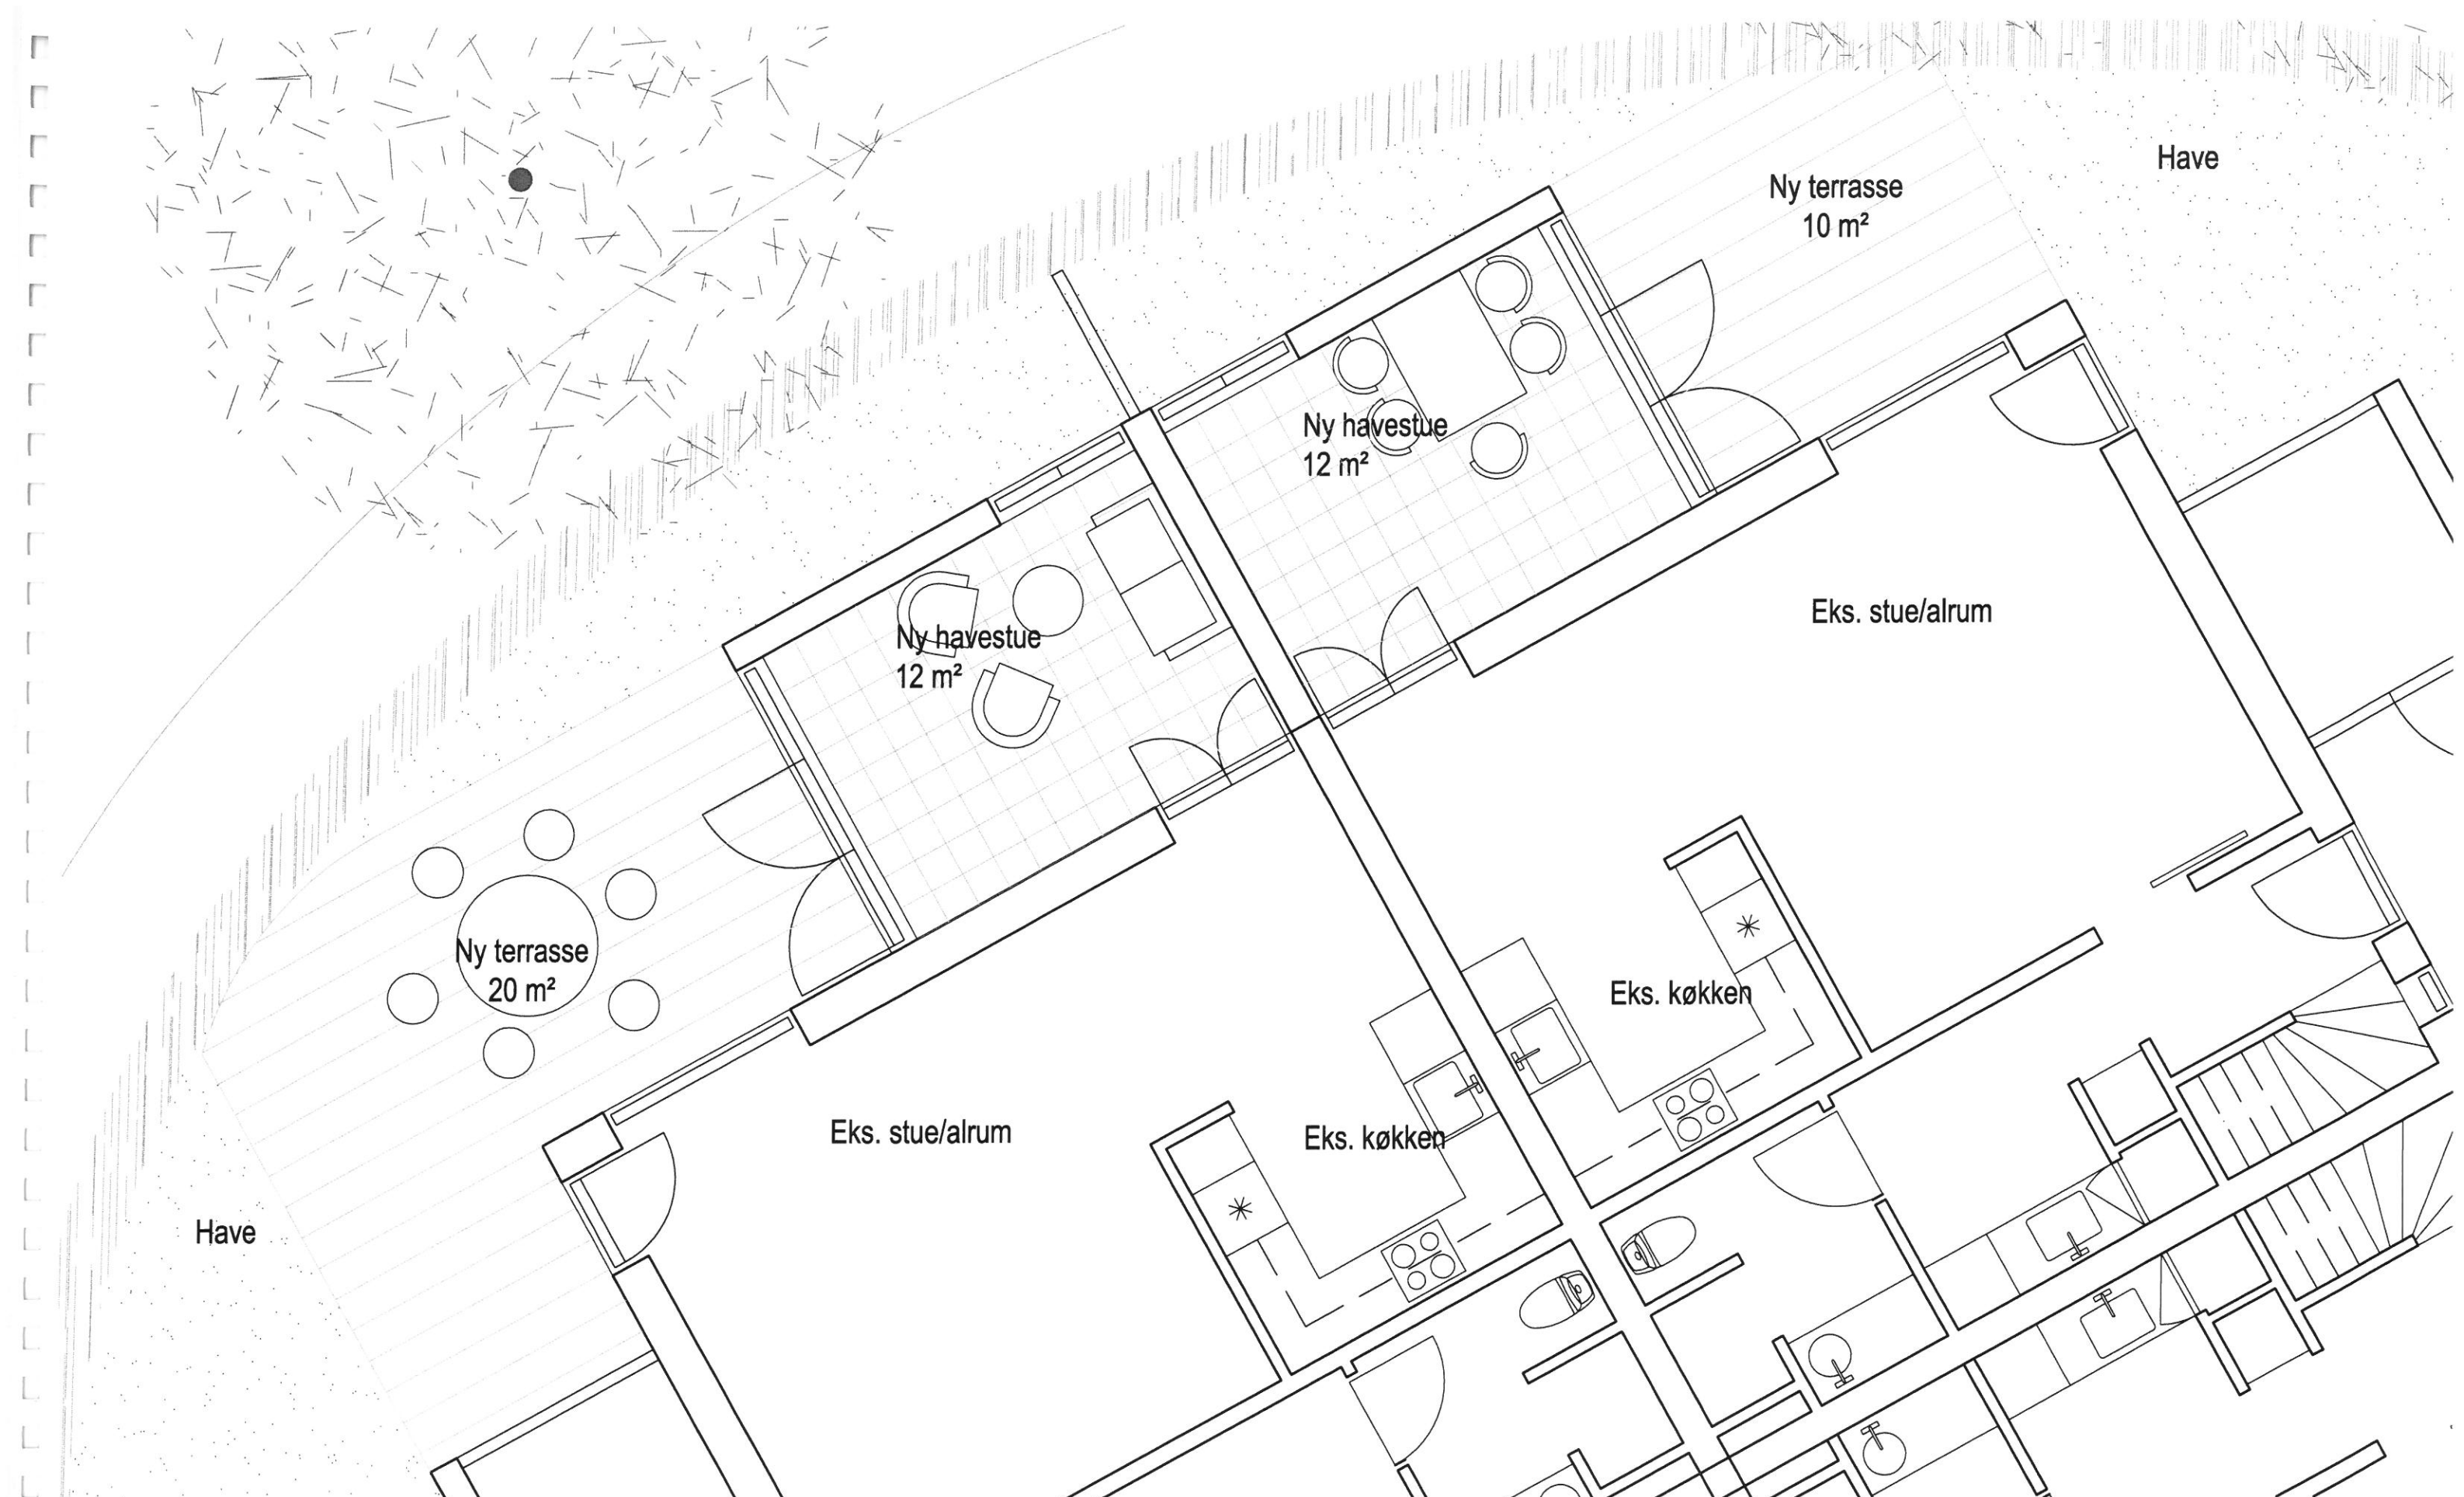 Have
Ny terrasse
10 m²
Ny havestue
12 m²
Eks. stue/alrum
Ny havestue
12 m²
Ny terrasse
20 m²
Eks. køkken
Eks. stue/alrum
Eks. køkken
Have